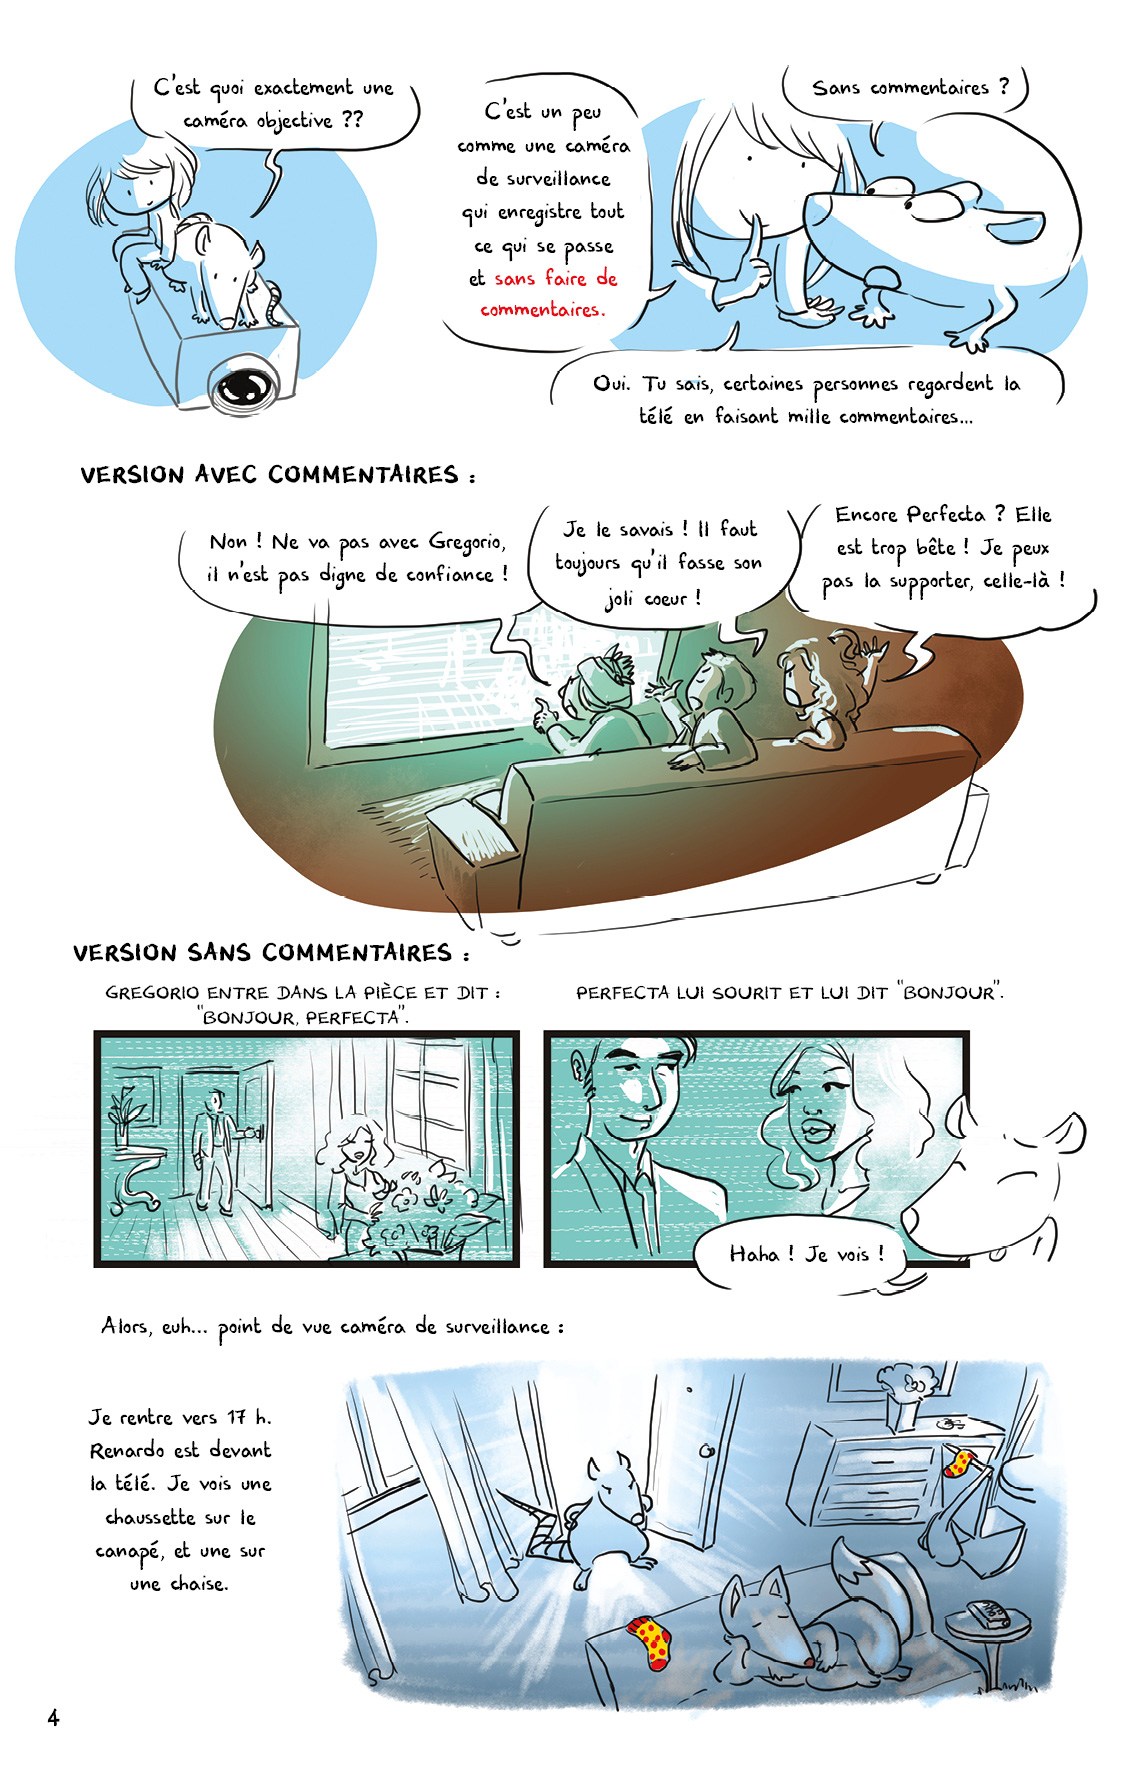 C'est quoi exactement une
caméra objective ??
C'est un peu
comme une caméra
de surveillance
qui enregistre tout
ce qui se passe
et sans faire de
commentaires.
Sans commentaires ?
Oui. Tu sais, certaines personnes regardent la
télé en faisant mille commentaires...
VERSION AVEC COMMENTAIRES :
Non ! Ne va pas avec Gregorio,
il n'est pas digne de confiance !
Je le savais ! Il faut
toujours qu'il fasse son
joli coeur !
Encore Perfecta ? Elle
est trop bête ! Je peux
pas la supporter, celle-là !
VERSION SANS COMMENTAIRES :
GREGORIO ENTRE DANS LA PIÈCE ET DIT :
"BONJOUR, PERFECTA".
PERFECTA LUI SOURIT ET LUI DIT "BONJOUR".
Haha ! Je vois !
Alors, euh... point de vue caméra de surveillance :
Je rentre vers 17 h.
Renardo est devant
la télé. Je vois une
chaussette sur le
canapé, et une sur
une chaise.
4